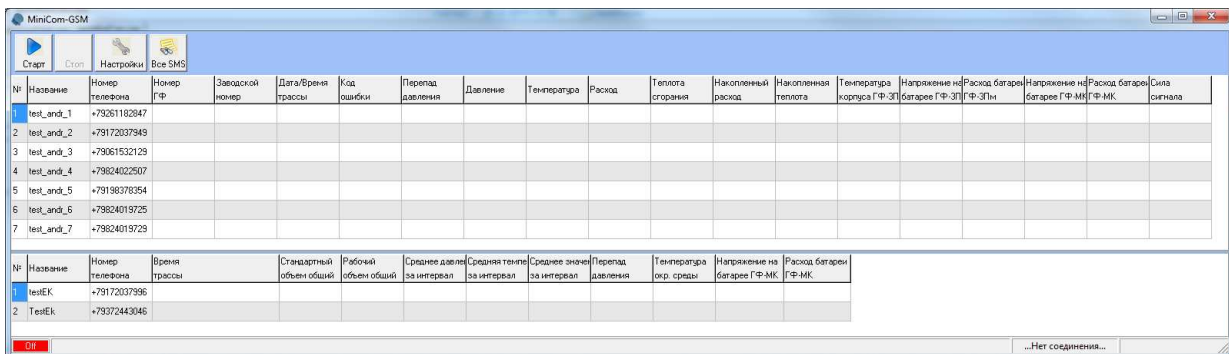 MiniCom-GSM
Старт Стоп Настройки Все SMS
№ Название Номер телефона Номер ГФ Заводской номер Дата/Время трассы Код ошибки Перепад давления Давление Температура Расход Теплота сгорания Накопленный расход Накопленная теплота Температура корпуса ГФ-ЗП Напряжение на батарее ГФ-ЗП Расход батареи ГФ-ЗПм Напряжение на батарее ГФ-МК Расход батареи ГФ-МК. Сила сигнала
1 test_andr_1 +79261182847
2 test_andr_2 +79172037949
3 test_andr_3 +79061532129
4 test_andr_4 +79824022507
5 test_andr_5 +79198378354
6 test_andr_6 +79824019725
7 test_andr_7 +79824019729
№ Название Номер телефона Время трассы Стандартный объем общий Рабочий объем общий Среднее давле за интервал Средняя темпе за интервал Среднее значе за интервал Перепад давления Температура окр. среды Напряжение на батарее ГФ-МК Расход батареи ГФ-МК
1 testEK +79172037996
2 TestEk +79372443046
Off ...Нет соединения...